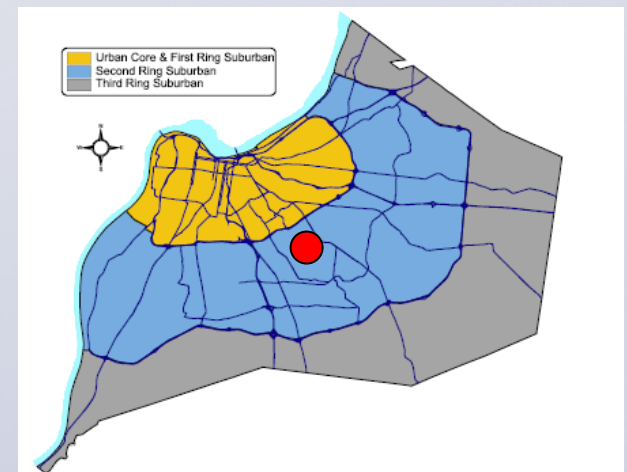 Urban Core & First Ring Suburban
Second Ring Suburban
Third Ring Suburban
N
W E
S